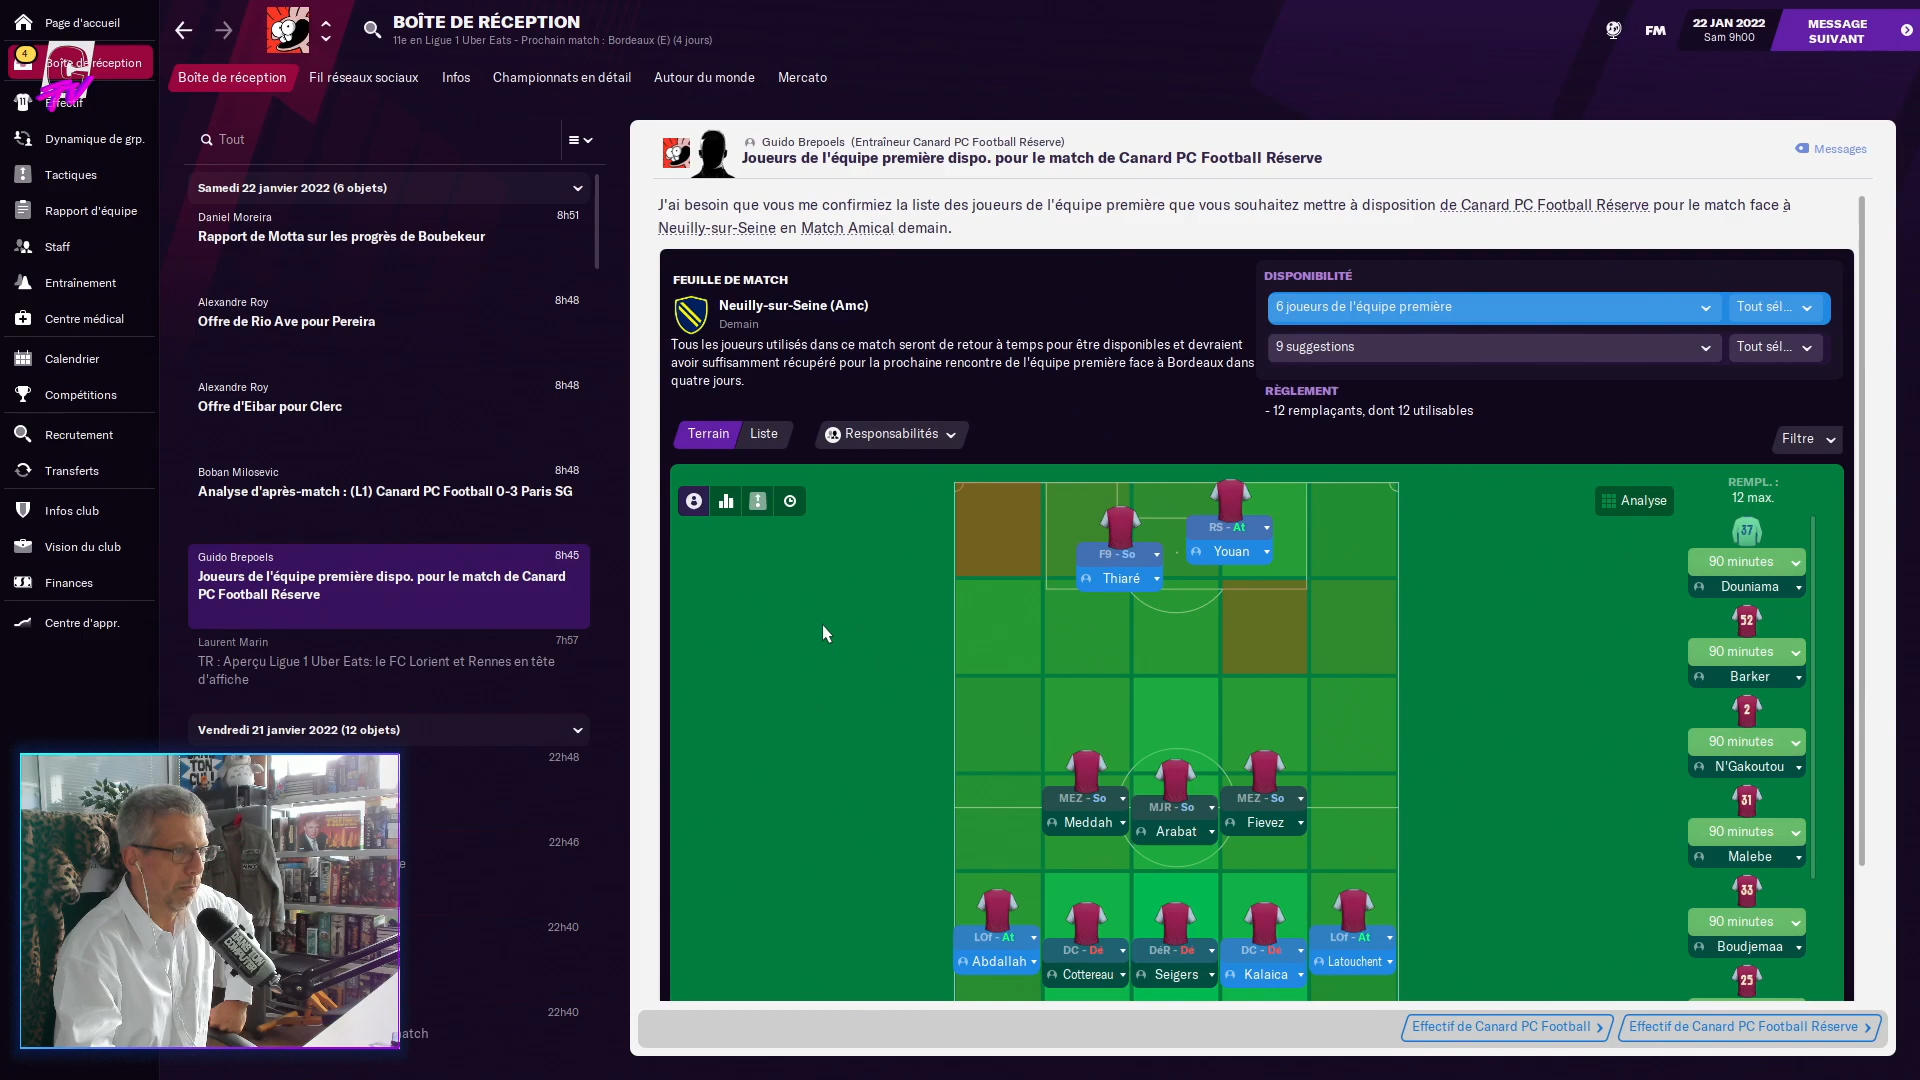 Page d'accueil
4
Boîte de réception
TV
Effectif
Dynamique de grp.
Tactiques
Rapport d'équipe
Staff
Entraînement
Centre médical
Calendrier
Compétitions
Recrutement
Transferts
Infos club
Vision du club
Finances
Centre d'appr.
BOÎTE DE RÉCEPTION
11e en Ligue 1 Uber Eats - Prochain match : Bordeaux (E) (4 jours)
FM
22 JAN 2022
Sam 9h00
MESSAGE
SUIVANT
Boîte de réception
Fil réseaux sociaux
Infos
Championnats en détail
Autour du monde
Mercato
Tout
Samedi 22 janvier 2022 (6 objets)
Daniel Moreira
8h51
Rapport de Motta sur les progrès de Boubekeur
Alexandre Roy
8h48
Offre de Rio Ave pour Pereira
Alexandre Roy
8h48
Offre d'Eibar pour Clerc
Boban Milosevic
8h48
Analyse d'après-match : (L1) Canard PC Football 0-3 Paris SG
Guido Brepoels
8h45
Joueurs de l'équipe première dispo. pour le match de Canard
PC Football Réserve
Laurent Marin
7h57
TR : Aperçu Ligue 1 Uber Eats: le FC Lorient et Rennes en tête
d'affiche
Vendredi 21 janvier 2022 (12 objets)
22h48
22h46
22h40
22h40
atch
Guido Brepoels (Entraîneur Canard PC Football Réserve)
Joueurs de l'équipe première dispo. pour le match de Canard PC Football Réserve
Messages
J'ai besoin que vous me confirmiez la liste des joueurs de l'équipe première que vous souhaitez mettre à disposition de Canard PC Football Réserve pour le match face à
Neuilly-sur-Seine en Match Amical demain.
FEUILLE DE MATCH
Neuilly-sur-Seine (Amc)
Demain
Tous les joueurs utilisés dans ce match seront de retour à temps pour être disponibles et devraient
avoir suffisamment récupéré pour la prochaine rencontre de l'équipe première face à Bordeaux dans
quatre jours.
DISPONIBILITÉ
6 joueurs de l'équipe première
Tout sél...
9 suggestions
Tout sél...
RÈGLEMENT
- 12 remplaçants, dont 12 utilisables
Terrain
Liste
Responsabilités
Filtre
Analyse
REMPL. :
12 max.
RS - At
Youan
F9 - So
Thiaré
MEZ - So
Meddah
MJR - So
Arabat
MEZ - So
Fievez
LOf - At
Abdallah
DC - Dé
Cottereau
DéR - Dé
Seigers
DC - Dé
Kalaica
LOf - At
Latouchent
37
90 minutes
Douniama
52
90 minutes
Barker
2
90 minutes
N'Gakoutou
31
90 minutes
Malebe
33
90 minutes
Boudjemaa
25
Effectif de Canard PC Football
Effectif de Canard PC Football Réserve